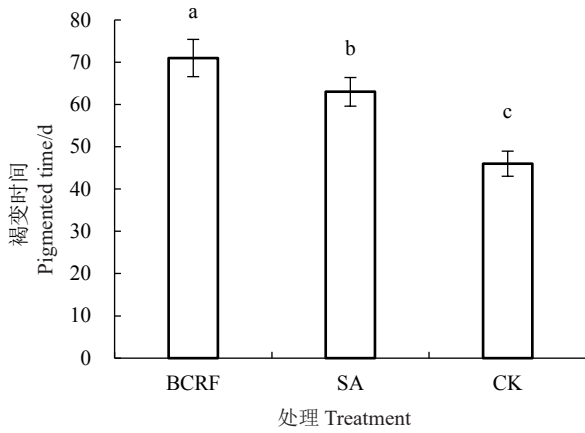 80
70
60
50
40
30
20
10
0
褐变时间
Pigmented time/d
a
b
c
BCRF
SA
CK
处理 Treatment